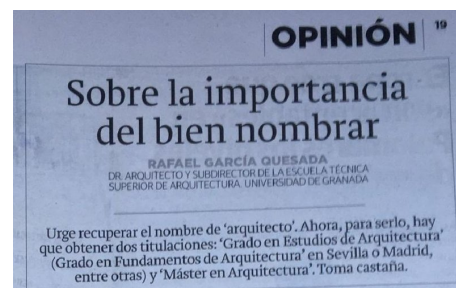 OPINIÓN 19
Sobre la importancia
del bien nombrar
RAFAEL GARCÍA QUESADA
DR. ARQUITECTO Y SUBDIRECTOR DE LA ESCUELA TÉCNICA
SUPERIOR DE ARQUITECTURA. UNIVERSIDAD DE GRANADA
Urge recuperar el nombre de ‘arquitecto’. Ahora, para serlo, hay
que obtener dos titulaciones: ‘Grado en Estudios de Arquitectura’
(Grado en Fundamentos de Arquitectura’ en Sevilla o Madrid,
entre otras) y ‘Máster en Arquitectura’. Toma castaña.